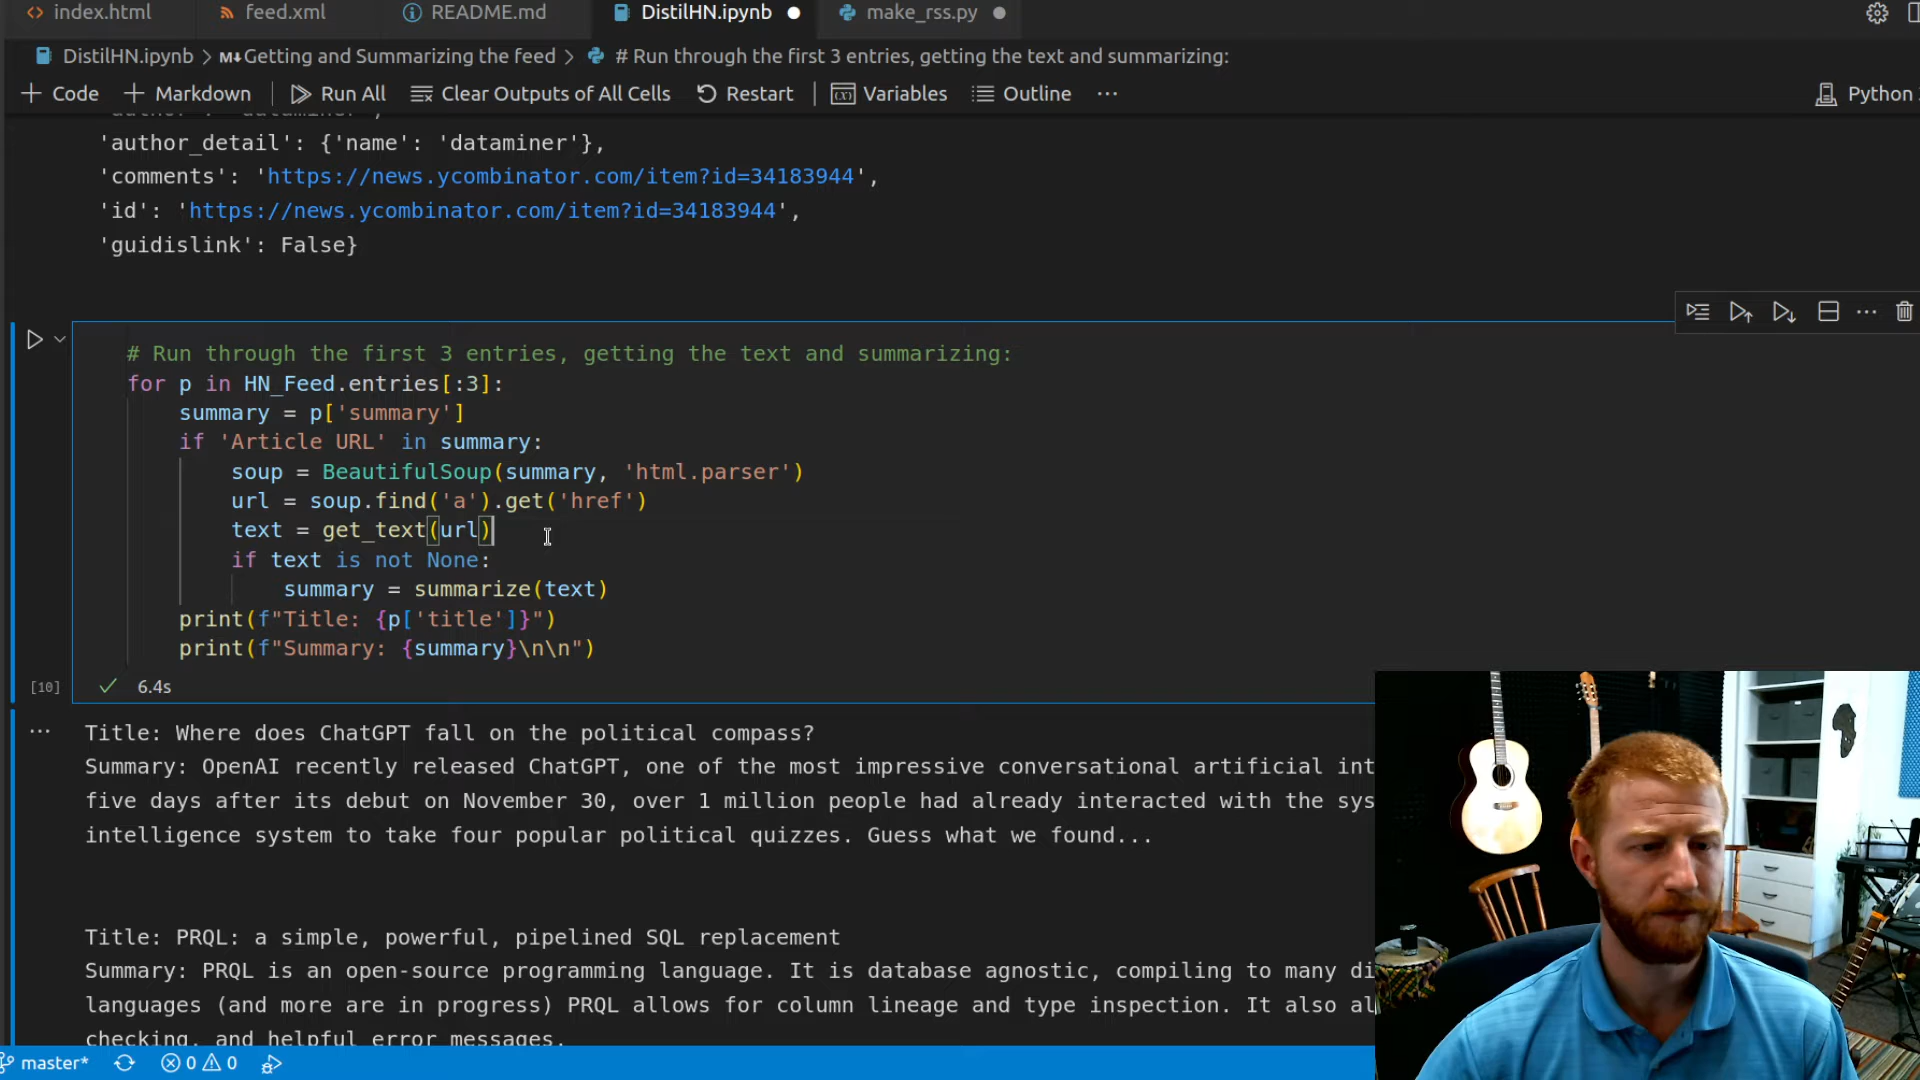 index.html feed.xml README.md DistilHN.ipynb make_rss.py
DistilHN.ipynb > M↓Getting and Summarizing the feed > # Run through the first 3 entries, getting the text and summarizing:
+ Code + Markdown Run All Clear Outputs of All Cells Restart Variables Outline ··· Python
'author_detail': {'name': 'dataminer'},
'comments': 'https://news.ycombinator.com/item?id=34183944',
'id': 'https://news.ycombinator.com/item?id=34183944',
'guidislink': False}
# Run through the first 3 entries, getting the text and summarizing:
for p in HN_Feed.entries[:3]:
summary = p['summary']
if 'Article URL' in summary:
soup = BeautifulSoup(summary, 'html.parser')
url = soup.find('a').get('href')
text = get_text(url)
if text is not None:
summary = summarize(text)
print(f"Title: {p['title']}")
print(f"Summary: {summary}\n\n")
[10] 6.4s
Title: Where does ChatGPT fall on the political compass?
Summary: OpenAI recently released ChatGPT, one of the most impressive conversational artificial int
five days after its debut on November 30, over 1 million people had already interacted with the sys
intelligence system to take four popular political quizzes. Guess what we found...
Title: PRQL: a simple, powerful, pipelined SQL replacement
Summary: PRQL is an open-source programming language. It is database agnostic, compiling to many di
languages (and more are in progress) PRQL allows for column lineage and type inspection. It also al
checking, and helpful error messages.
master* 0 0